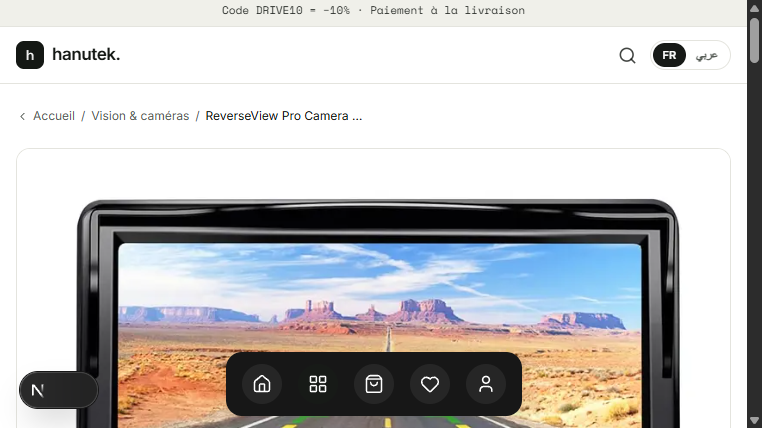 Code DRIVE10 = −10% · Paiement à la livraison
h hanutek.
FR عربي
Accueil / Vision & caméras / ReverseView Pro Camera ...
N